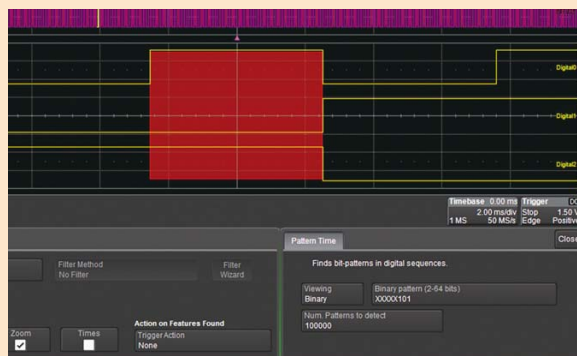 Digital0
Digital1
Digital2
Timebase 0.00 ms Trigger
2.00 ms/div Stop 1.50 V
1 MS 50 MS/s Edge Positive
Pattern Time
Close
Filter Method
No Filter
Filter
Wizard
Finds bit-patterns in digital sequences.
Viewing
Binary
Binary pattern (2-64 bits)
XXXXX101
Num. Patterns to detect
100000
Zoom
Times
Action on Features Found
TriggerAction
None